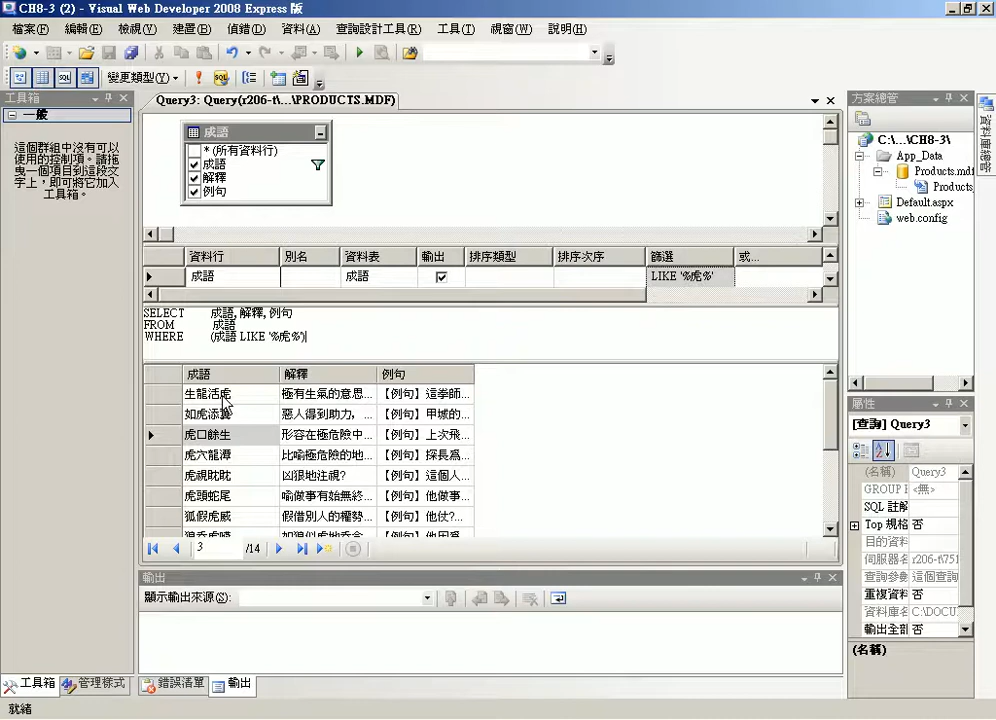 CH8-3 (2) - Visual Web Developer 2008 Express 版
檔案(F) 編輯(E) 檢視(V) 建置(B) 偵錯(D) 資料(A) 查詢設計工具(R) 工具(T) 視窗(W) 說明(H)
變更類型(Y)
工具箱
一般
這個群組中沒有可以
使用的控制項。請拖
曳一個項目到這段文
字上，即可將它加入
工具箱。
Query3: Query(r206-t\...\PRODUCTS.MDF)
成語
* (所有資料行)
成語
解釋
例句
資料行 別名 資料表 輸出 排序類型 排序次序 篩選 或...
成語 成語 LIKE '%虎%'
SELECT 成語, 解釋, 例句
FROM 成語
WHERE (成語 LIKE '%虎%')
成語 解釋 例句
生龍活虎 極有生氣的意思... 【例句】這拳師...
如虎添翼 惡人得到助力, ... 【例句】甲坡的...
虎口餘生 形容在極危險中... 【例句】上次飛...
虎穴龍潭 比喻極危險的地... 【例句】探長為...
虎視眈眈 凶狠地注視? 【例句】這個人...
虎頭蛇尾 喻做事有始無終... 【例句】他做事...
狐假虎威 假借別人的權勢... 【例句】他仗?...
3 /14
輸出
顯示輸出來源(S):
工具箱 管理樣式 錯誤清單 輸出
就緒
方案總管
C:\...\CH8-3\
App_Data
Products.mdf
Products_
Default.aspx
web.config
資料庫總管
屬性
[查詢] Query3
(名稱) Query3
GROUP <無>
SQL 註解
Top 規格 否
目的資料
伺服器名 r206-t\751
查詢參數 這個查詢
重複資料 否
資料庫名 C:\DOCU
輸出全部 否
(名稱)